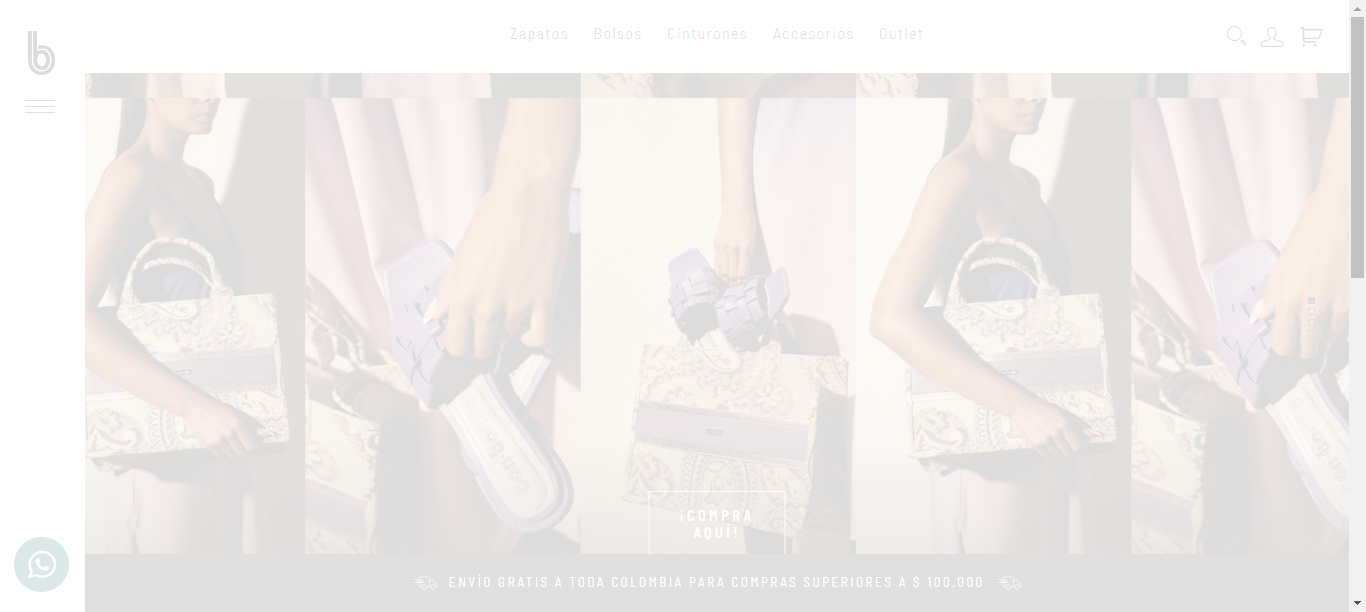 b
Zapatos Bolsos Cinturones Accesorios Outlet
¡COMPRA
AQUÍ!
ENVÍO GRATIS A TODA COLOMBIA PARA COMPRAS SUPERIORES A $ 100.000